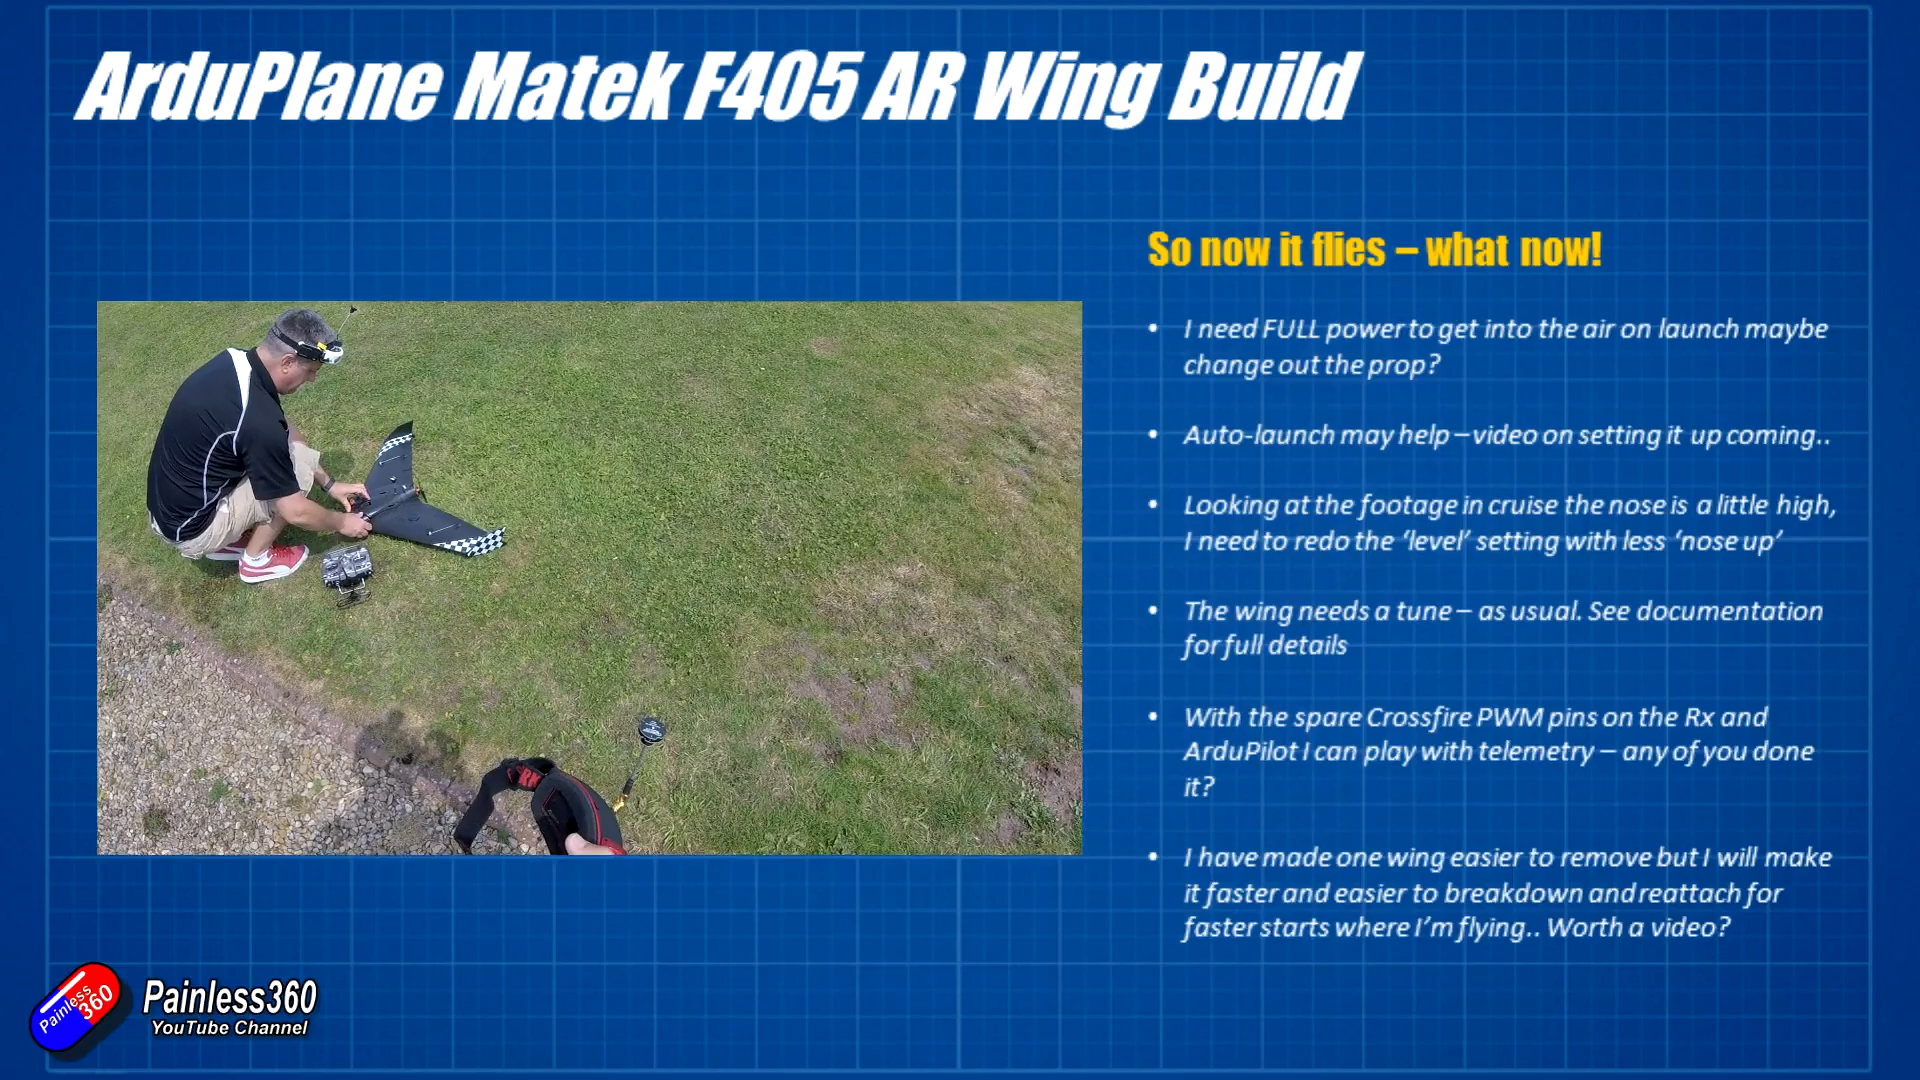 ArduPlane Matek F405 AR Wing Build
So now it flies – what now!
• I need FULL power to get into the air on launch maybe
change out the prop?
• Auto-launch may help – video on setting it up coming..
• Looking at the footage in cruise the nose is a little high,
I need to redo the ‘level’ setting with less ‘nose up’
• The wing needs a tune – as usual. See documentation
for full details
• With the spare Crossfire PWM pins on the Rx and
ArduPilot I can play with telemetry – any of you done
it?
• I have made one wing easier to remove but I will make
it faster and easier to breakdown and reattach for
faster starts where I’m flying.. Worth a video?
Painless
360
Painless360
YouTube Channel